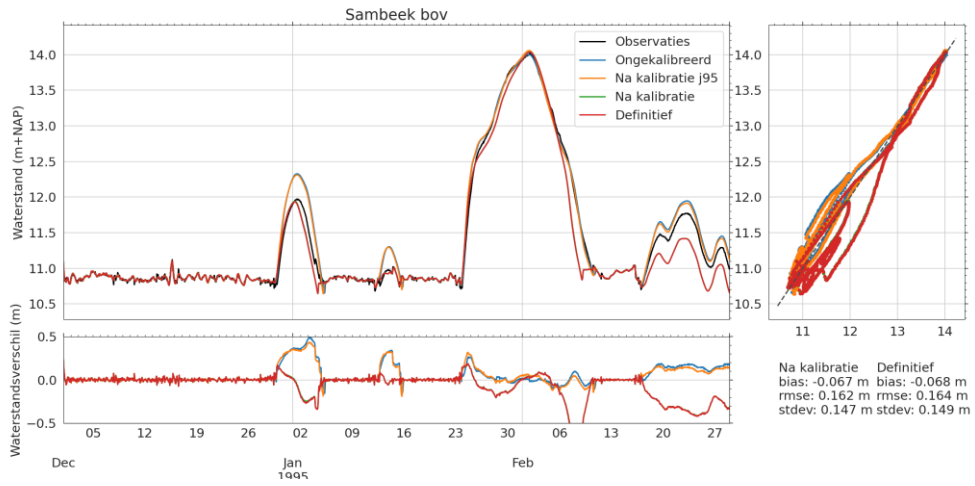 Sambeek bov
Waterstand (m+NAP)
14.0
13.5
13.0
12.5
12.0
11.5
11.0
10.5
Observaties
Ongekalibreerd
Na kalibratie j95
Na kalibratie
Definitief
14.0
13.5
13.0
12.5
12.0
11.5
11.0
10.5
11 12 13 14
Waterstandsverschil (m)
0.5
0.0
−0.5
05 12 19 26 02 09 16 23 30 06 13 20 27
Dec Jan Feb
1995
Na kalibratie Definitief
bias: -0.067 m bias: -0.068 m
rmse: 0.162 m rmse: 0.164 m
stdev: 0.147 m stdev: 0.149 m